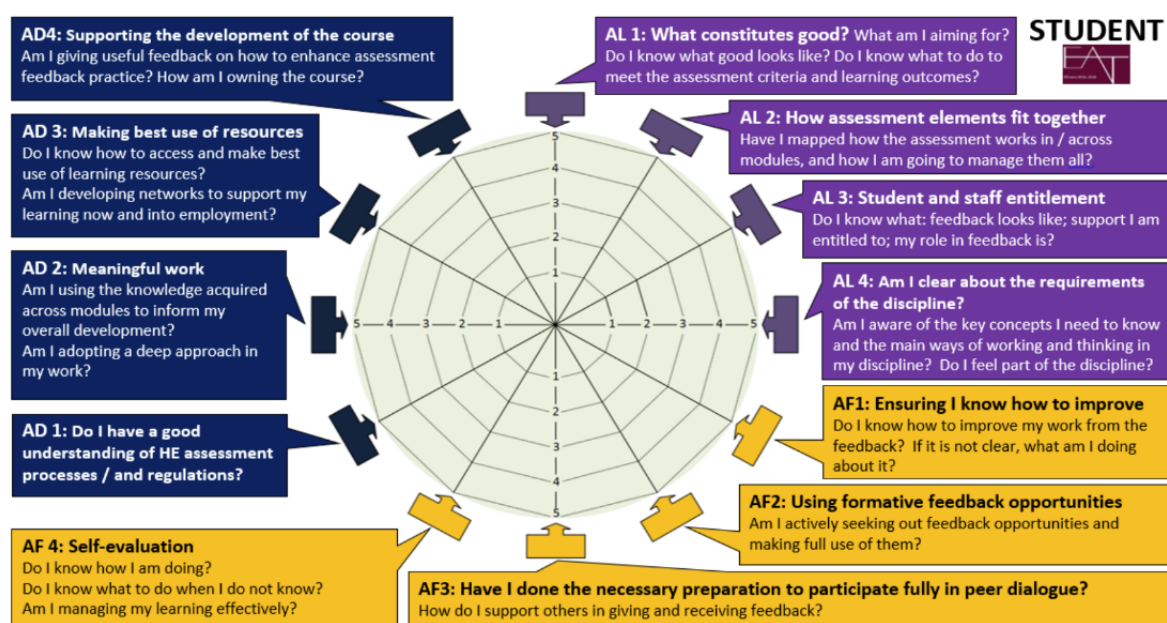 AD4: Supporting the development of the course
Am I giving useful feedback on how to enhance assessment
feedback practice? How am I owning the course?
AL 1: What constitutes good? What am I aiming for?
Do I know what good looks like? Do I know what to do to
meet the assessment criteria and learning outcomes?
STUDENT
EAT
AD 3: Making best use of resources
Do I know how to access and make best
use of learning resources?
Am I developing networks to support my
learning now and into employment?
AL 2: How assessment elements fit together
Have I mapped how the assessment works in / across
modules, and how I am going to manage them all?
AL 3: Student and staff entitlement
Do I know what: feedback looks like; support I am
entitled to; my role in feedback is?
AD 2: Meaningful work
Am I using the knowledge acquired
across modules to inform my
overall development?
Am I adopting a deep approach in
my work?
AL 4: Am I clear about the requirements
of the discipline?
Am I aware of the key concepts I need to know
and the main ways of working and thinking in
my discipline? Do I feel part of the discipline?
5
4
3
2
1
5 4 3 2 1 1 2 3 4 5
1
2
3
4
5
AD 1: Do I have a good
understanding of HE assessment
processes / and regulations?
AF1: Ensuring I know how to improve
Do I know how to improve my work from the
feedback? If it is not clear, what am I doing
about it?
AF2: Using formative feedback opportunities
Am I actively seeking out feedback opportunities and
making full use of them?
AF 4: Self-evaluation
Do I know how I am doing?
Do I know what to do when I do not know?
Am I managing my learning effectively?
AF3: Have I done the necessary preparation to participate fully in peer dialogue?
How do I support others in giving and receiving feedback?